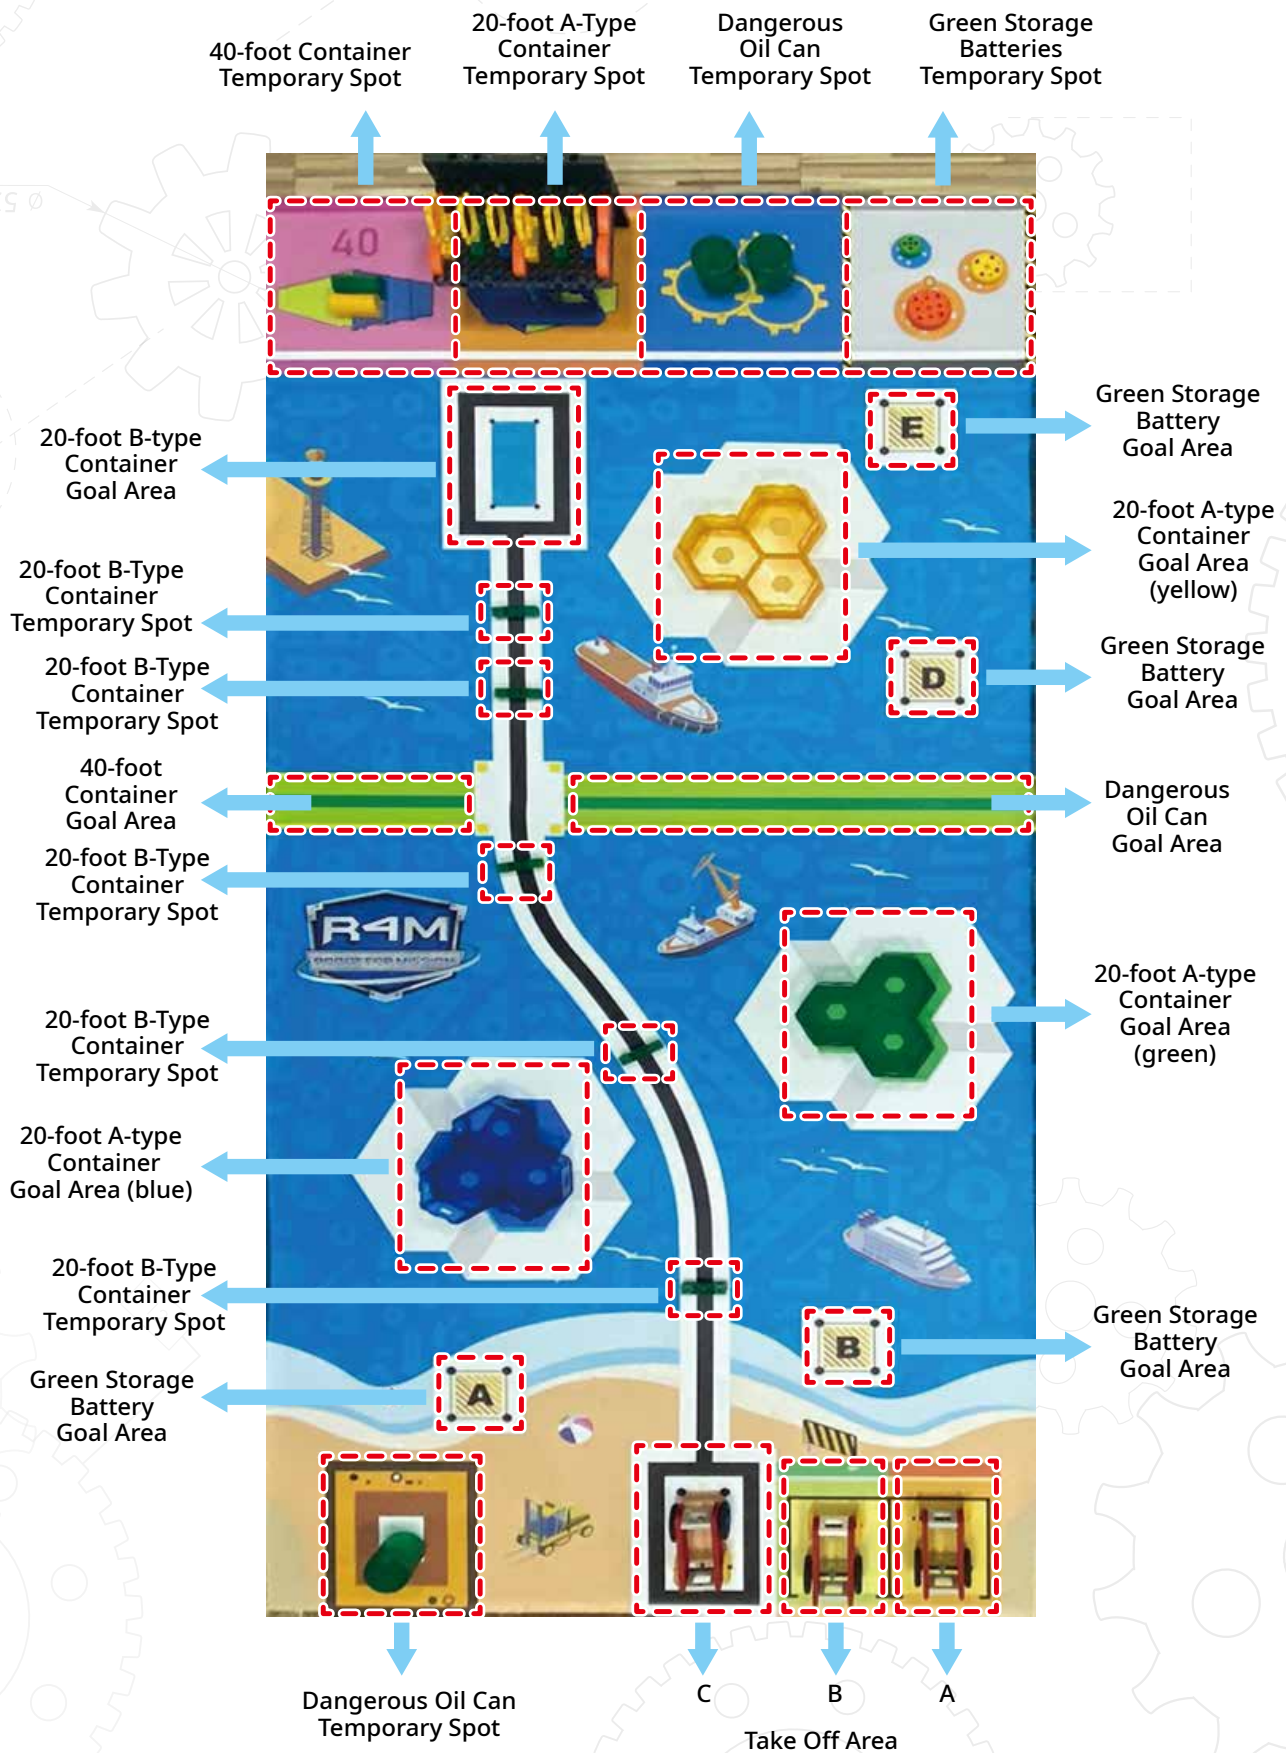 40-foot Container
Temporary Spot
20-foot A-Type
Container
Temporary Spot
Dangerous
Oil Can
Temporary Spot
Green Storage
Batteries
Temporary Spot
ø 5
40
20-foot B-type
Container
Goal Area
E
Green Storage
Battery
Goal Area
20-foot A-type
Container
Goal Area
(yellow)
20-foot B-Type
Container
Temporary Spot
20-foot B-Type
Container
Temporary Spot
D
Green Storage
Battery
Goal Area
40-foot
Container
Goal Area
Dangerous
Oil Can
Goal Area
20-foot B-Type
Container
Temporary Spot
R4M
ROBOT FOR MISSION
20-foot A-type
Container
Goal Area
(green)
20-foot B-Type
Container
Temporary Spot
20-foot A-type
Container
Goal Area (blue)
20-foot B-Type
Container
Temporary Spot
B
Green Storage
Battery
Goal Area
Green Storage
Battery
Goal Area
A
Dangerous Oil Can
Temporary Spot
C
B
A
Take Off Area